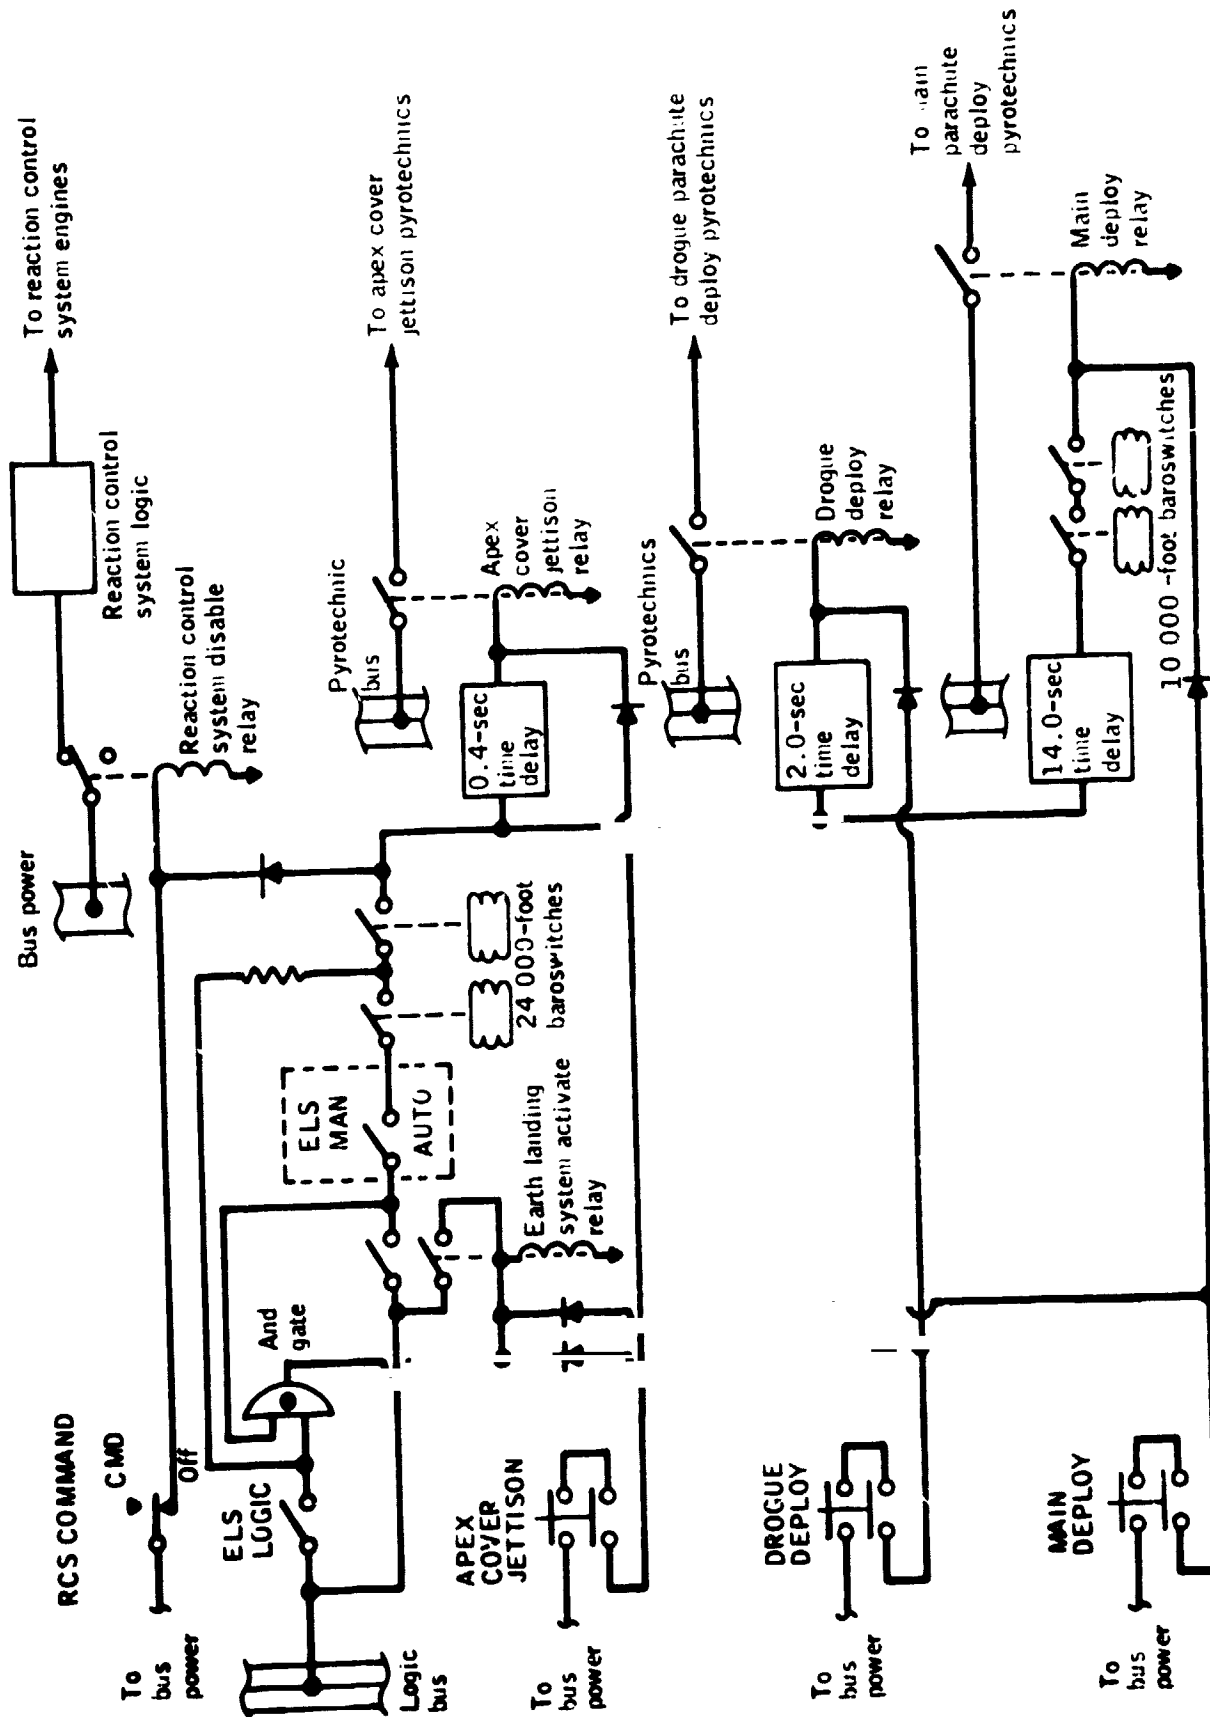 RCS COMMAND
CMD
Off
To
bus
power
Bus power
Reaction control
system logic
To reaction control
system engines
Reaction control
system disable
relay
ELS
LOGIC
Logic
bus
And
gate
ELS
MAN
AUTO
24 000-foot
baroswitches
Earth landing
system activate
relay
Pyrotechnic
bus
0.4-sec
time
delay
Apex
cover
jettison
relay
To apex cover
jettison pyrotechnics
APEX
COVER
JETTISON
To
bus
power
Pyrotechnics
bus
2.0-sec
time
delay
Drogue
deploy
relay
To drogue parachute
deploy pyrotechnics
DROGUE
DEPLOY
To
bus
power
14.0-sec
time
delay
10 000-foot baroswitches
Main
deploy
relay
To main
parachute
deploy
pyrotechnics
MAIN
DEPLOY
To
bus
power